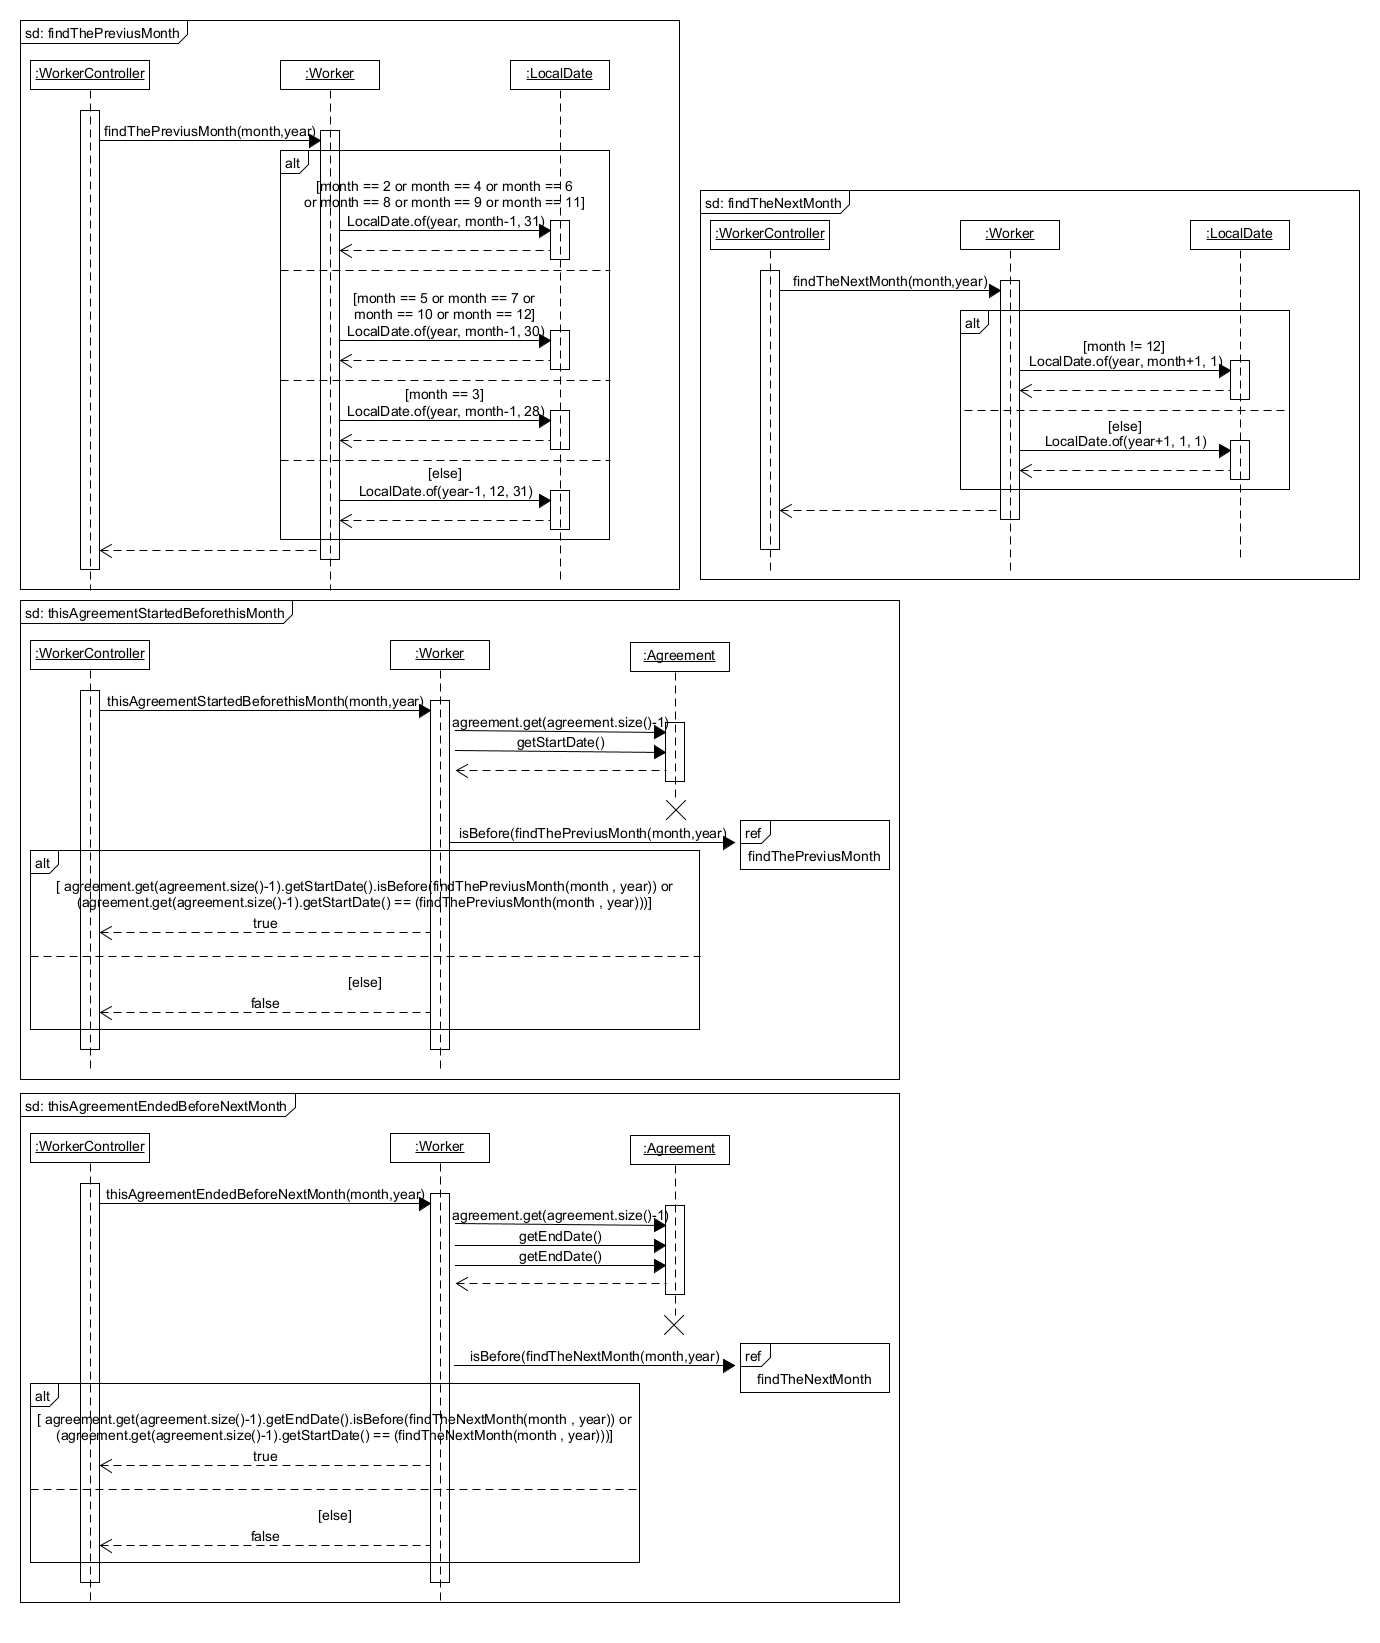 sd: findThePreviusMonth
:WorkerController
:Worker
:LocalDate
findThePreviusMonth(month,year)
alt
[month == 2 or month == 4 or month == 6
or month == 8 or month == 9 or month == 11]
LocalDate.of(year, month-1, 31)
[month == 5 or month == 7 or
month == 10 or month == 12]
LocalDate.of(year, month-1, 30)
[month == 3]
LocalDate.of(year, month-1, 28)
[else]
LocalDate.of(year-1, 12, 31)
sd: findTheNextMonth
:WorkerController
:Worker
:LocalDate
findTheNextMonth(month,year)
alt
[month != 12]
LocalDate.of(year, month+1, 1)
[else]
LocalDate.of(year+1, 1, 1)
sd: thisAgreementStartedBeforethisMonth
:WorkerController
:Worker
:Agreement
thisAgreementStartedBeforethisMonth(month,year)
agreement.get(agreement.size()-1)
getStartDate()
isBefore(findThePreviusMonth(month,year)
ref
findThePreviusMonth
alt
[ agreement.get(agreement.size()-1).getStartDate().isBefore(findThePreviusMonth(month , year)) or
(agreement.get(agreement.size()-1).getStartDate() == (findThePreviusMonth(month , year)))]
true
[else]
false
sd: thisAgreementEndedBeforeNextMonth
:WorkerController
:Worker
:Agreement
thisAgreementEndedBeforeNextMonth(month,year)
agreement.get(agreement.size()-1)
getEndDate()
getEndDate()
isBefore(findTheNextMonth(month,year)
ref
findTheNextMonth
alt
[ agreement.get(agreement.size()-1).getEndDate().isBefore(findTheNextMonth(month , year)) or
(agreement.get(agreement.size()-1).getStartDate() == (findTheNextMonth(month , year)))]
true
[else]
false